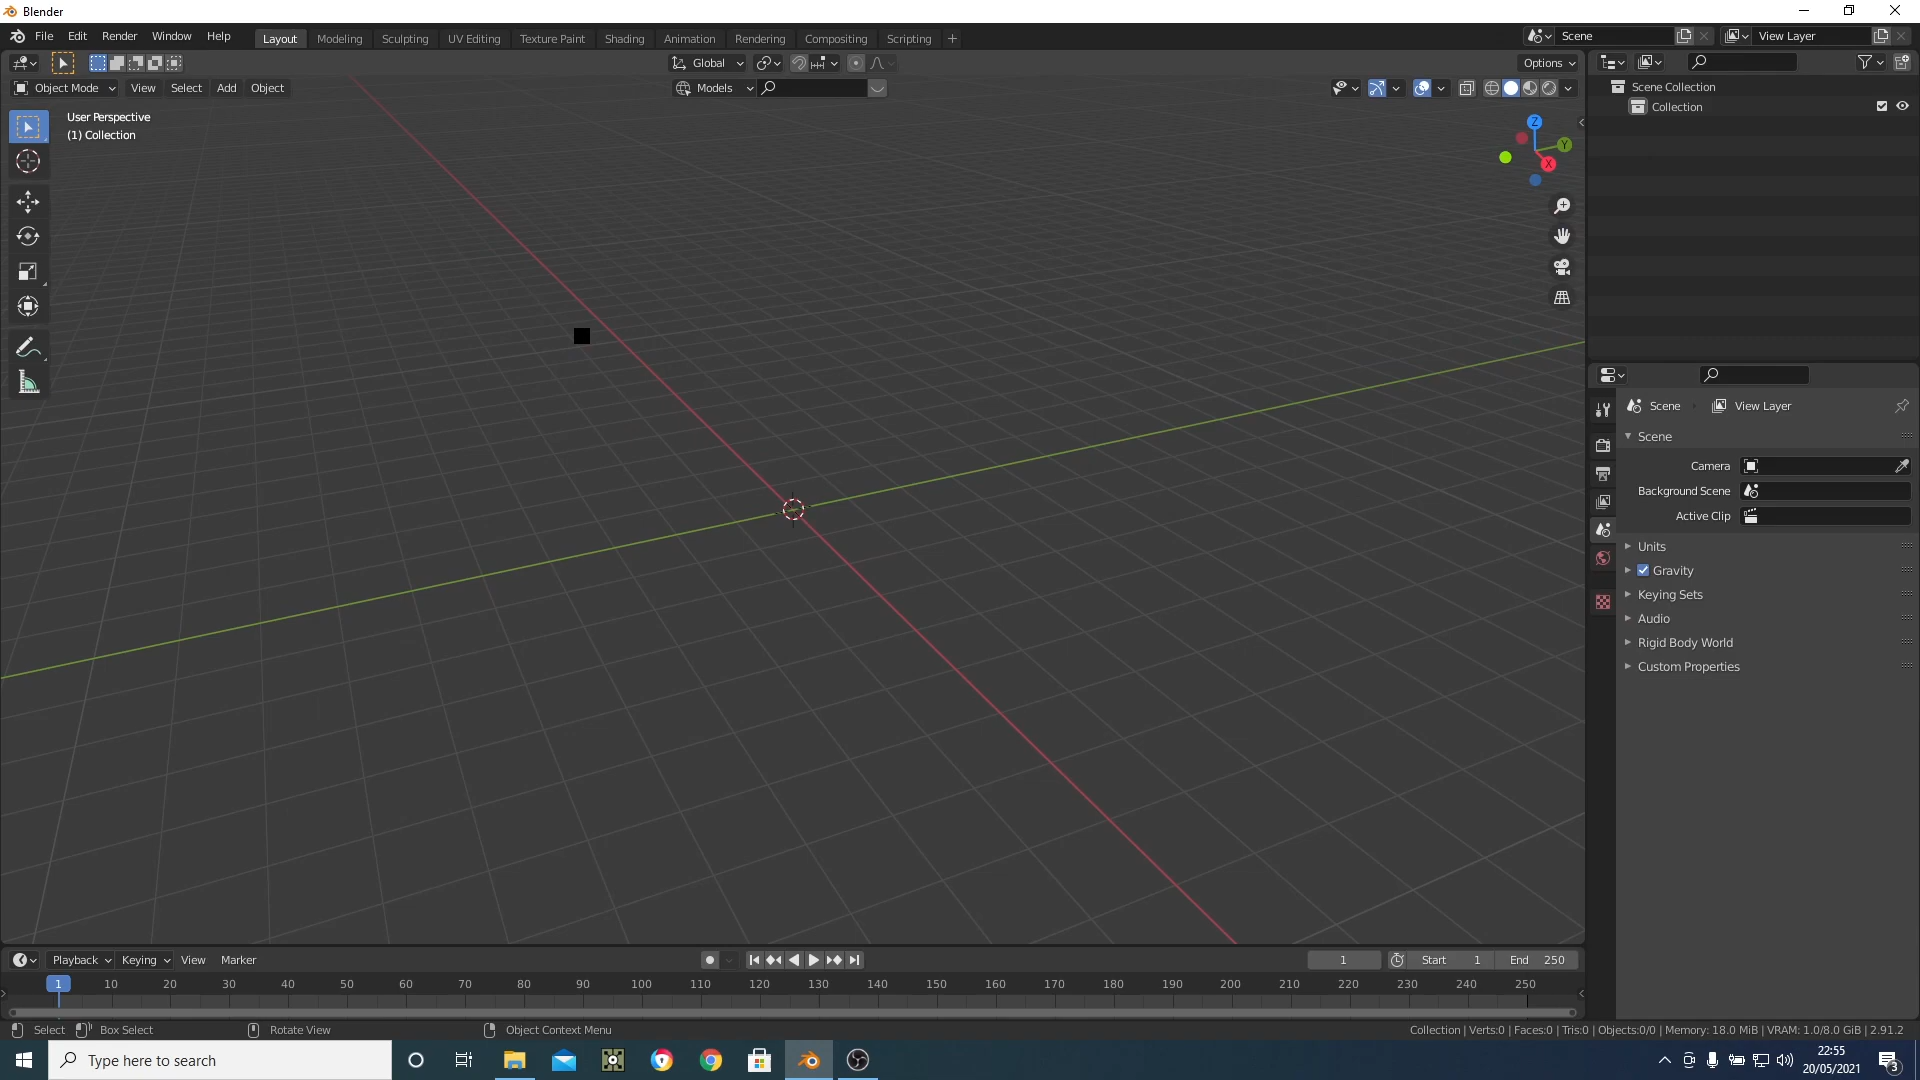 Blender
File Edit Render Window Help Layout Modeling Sculpting UV Editing Texture Paint Shading Animation Rendering Compositing Scripting + Scene View Layer
Global Options
Object Mode View Select Add Object Models
User Perspective
(1) Collection
Z
Y
X
Scene Collection
Collection
Scene View Layer
Scene
Camera
Background Scene
Active Clip
Units
Gravity
Keying Sets
Audio
Rigid Body World
Custom Properties
Playback Keying View Marker 1 Start 1 End 250
1 10 20 30 40 50 60 70 80 90 100 110 120 130 140 150 160 170 180 190 200 210 220 230 240 250
Select Box Select Rotate View Object Context Menu Collection | Verts:0 | Faces:0 | Tris:0 | Objects:0/0 | Memory: 18.0 MiB | VRAM: 1.0/8.0 GiB | 2.91.2
Type here to search
22:55
20/05/2021
3